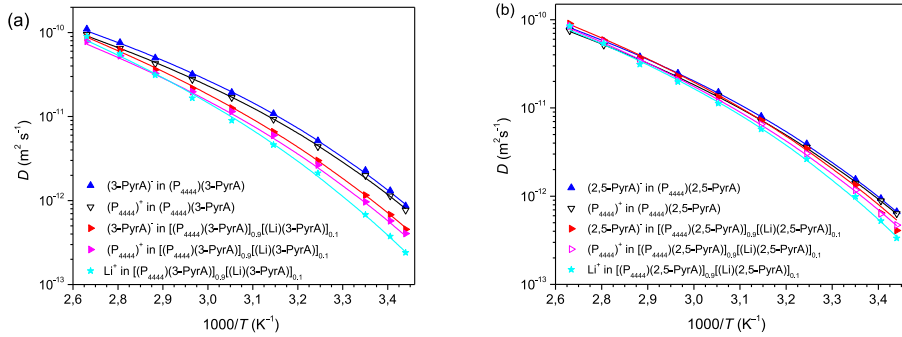 (a)
10⁻¹⁰
10⁻¹¹
10⁻¹²
10⁻¹³
D (m² s⁻¹)
(3-PyrA)⁻ in (P₄₄₄₄)(3-PyrA)
(P₄₄₄₄)⁺ in (P₄₄₄₄)(3-PyrA)
(3-PyrA)⁻ in [(P₄₄₄₄)(3-PyrA)]₀.₉[(Li)(3-PyrA)]₀.₁
(P₄₄₄₄)⁺ in [(P₄₄₄₄)(3-PyrA)]₀.₉[(Li)(3-PyrA)]₀.₁
Li⁺ in [(P₄₄₄₄)(3-PyrA)]₀.₉[(Li)(3-PyrA)]₀.₁
2,6 2,7 2,8 2,9 3,0 3,1 3,2 3,3 3,4
1000/T (K⁻¹)
(b)
10⁻¹⁰
10⁻¹¹
10⁻¹²
10⁻¹³
D (m² s⁻¹)
(2,5-PyrA)⁻ in (P₄₄₄₄)(2,5-PyrA)
(P₄₄₄₄)⁺ in (P₄₄₄₄)(2,5-PyrA)
(2,5-PyrA)⁻ in [(P₄₄₄₄)(2,5-PyrA)]₀.₉[(Li)(2,5-PyrA)]₀.₁
(P₄₄₄₄)⁺ in [(P₄₄₄₄)(2,5-PyrA)]₀.₉[(Li)(2,5-PyrA)]₀.₁
Li⁺ in [(P₄₄₄₄)(2,5-PyrA)]₀.₉[(Li)(2,5-PyrA)]₀.₁
2,7 2,8 2,9 3,0 3,1 3,2 3,3 3,4
1000/T (K⁻¹)